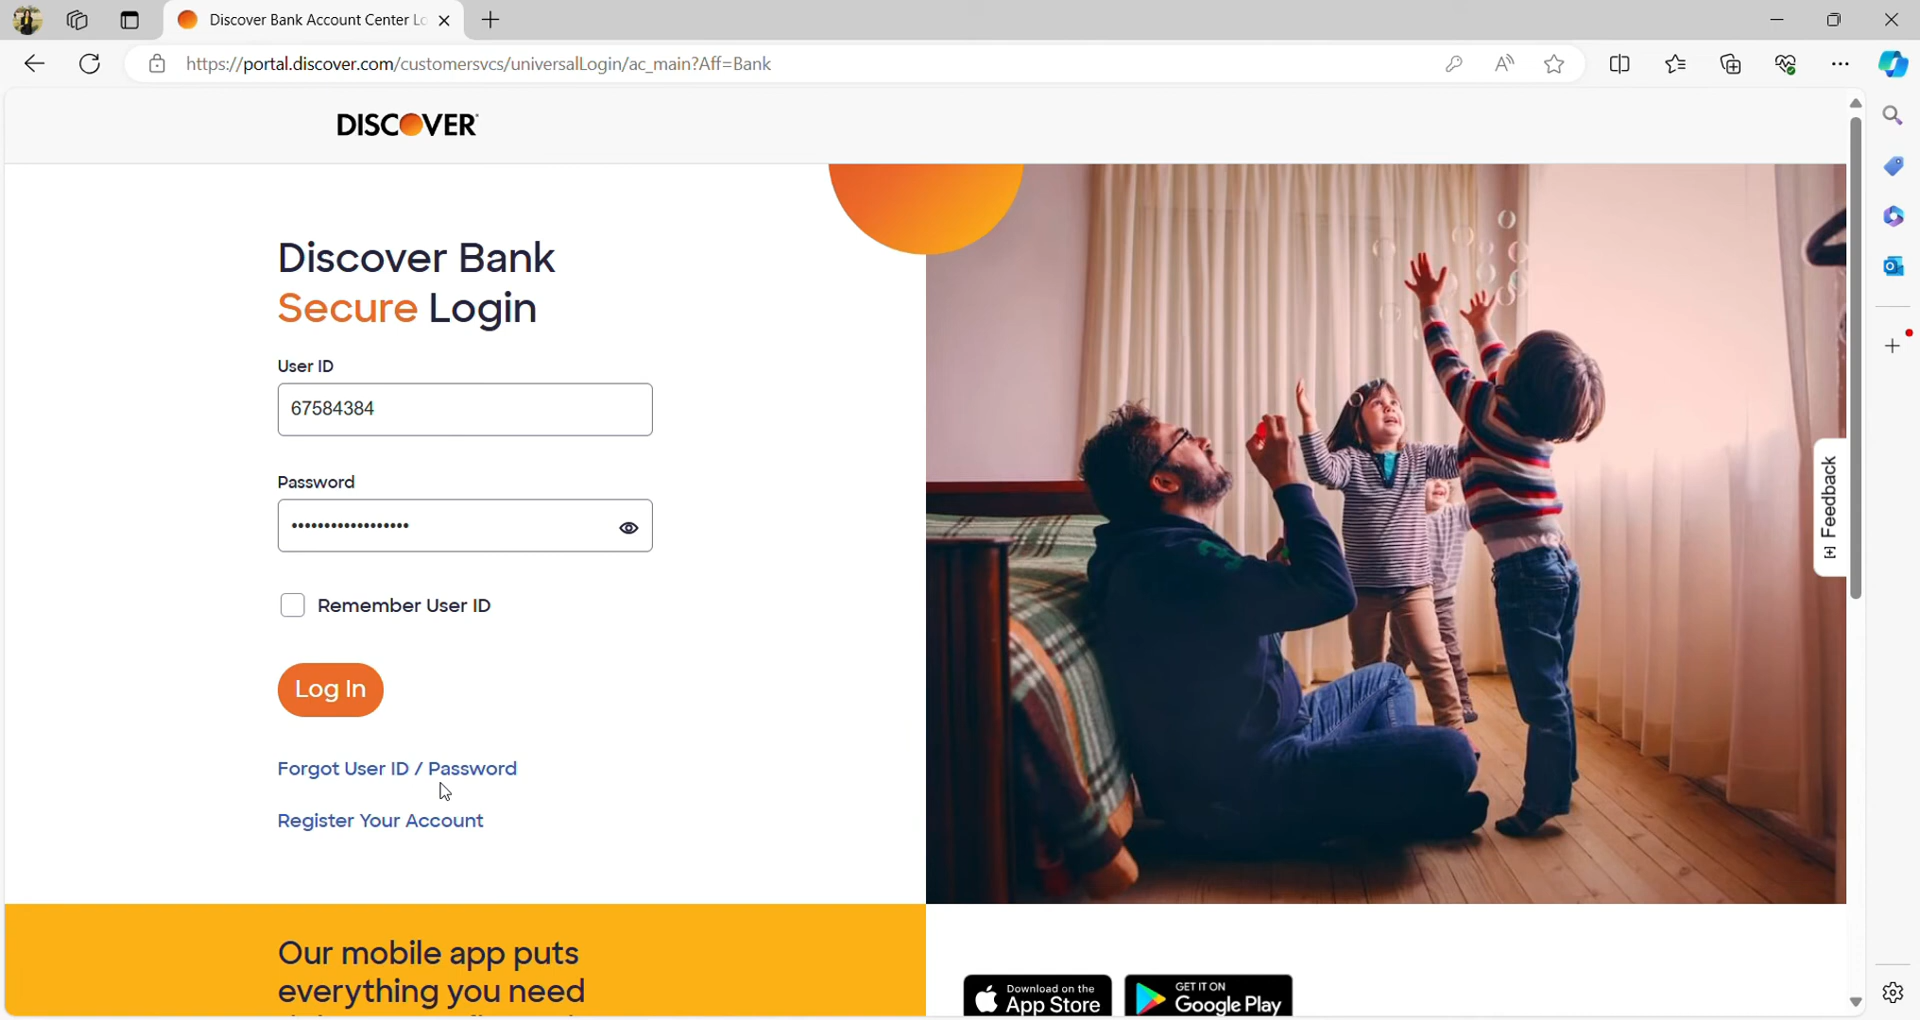 Discover Bank Account Center Lo
https://portal.discover.com/customersvcs/universalLogin/ac_main?Aff=Bank
DISCOVER
Discover Bank
Secure Login
User ID
67584384
Password
••••••••••••••••••
Remember User ID
Log In
Forgot User ID / Password
Register Your Account
[+] Feedback
Our mobile app puts
everything you need
Download on the
App Store
GET IT ON
Google Play